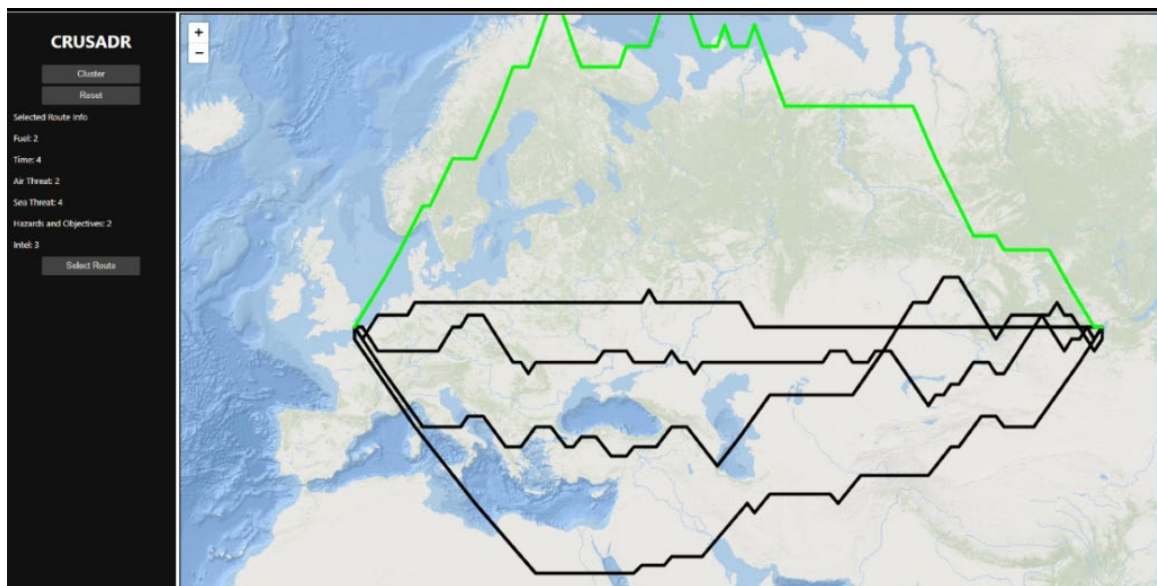 CRUSADR
Cluster
Reset
Selected Route Info
Fuel: 2
Time: 4
Air Threat: 2
Sea Threat: 4
Hazards and Objectives: 2
Intel: 3
Select Route
+
−